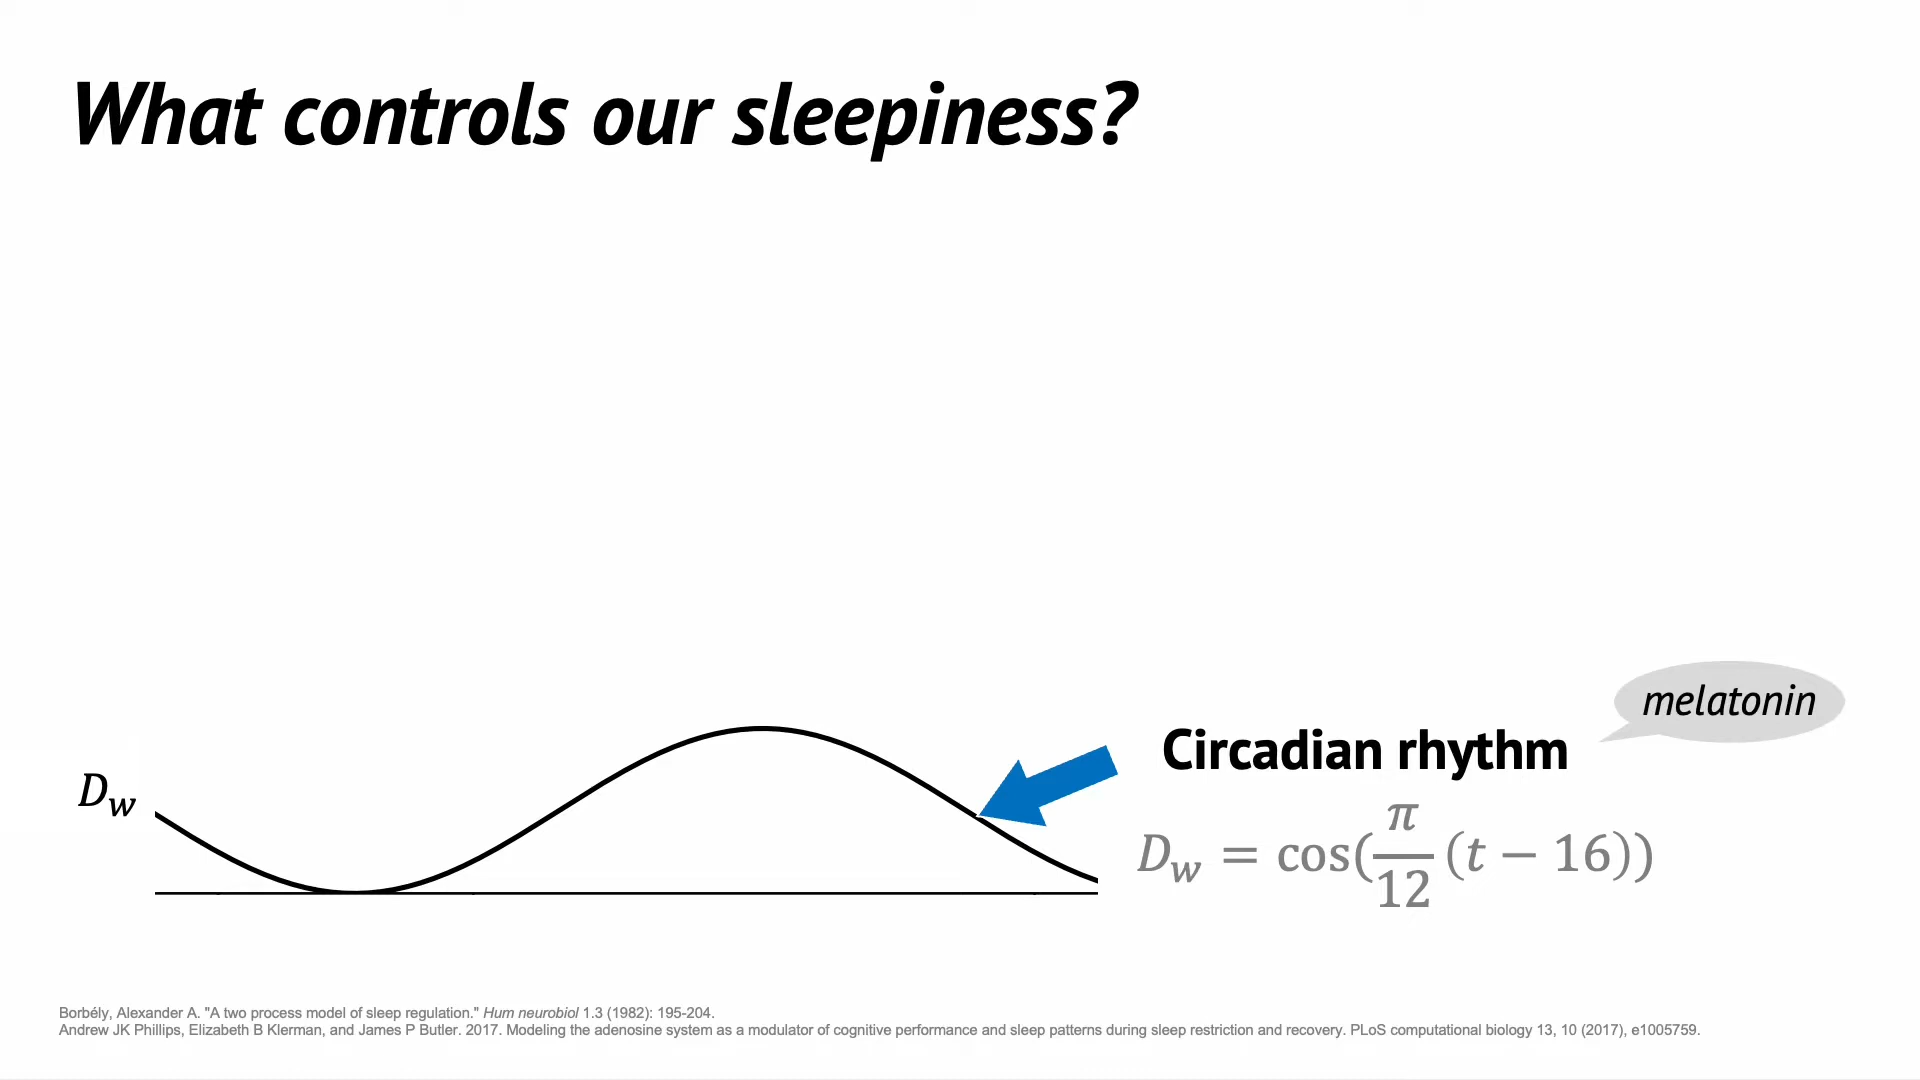 What controls our sleepiness?
melatonin
Circadian rhythm
D_w
D_w = cos(π/12 (t − 16))
Borbély, Alexander A. "A two process model of sleep regulation." Hum neurobiol 1.3 (1982): 195-204.
Andrew JK Phillips, Elizabeth B Klerman, and James P Butler. 2017. Modeling the adenosine system as a modulator of cognitive performance and sleep patterns during sleep restriction and recovery. PLoS computational biology 13, 10 (2017), e1005759.